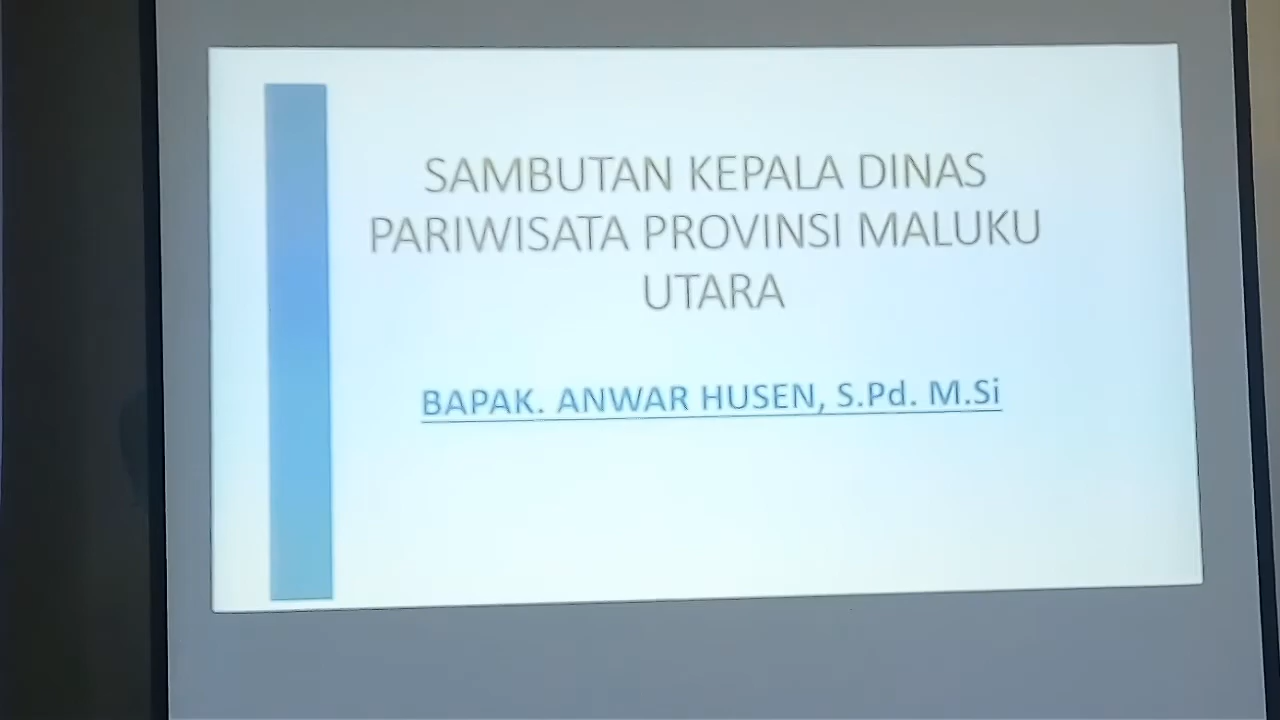 SAMBUTAN KEPALA DINAS
PARIWISATA PROVINSI MALUKU
UTARA
BAPAK. ANWAR HUSEN, S.Pd. M.Si